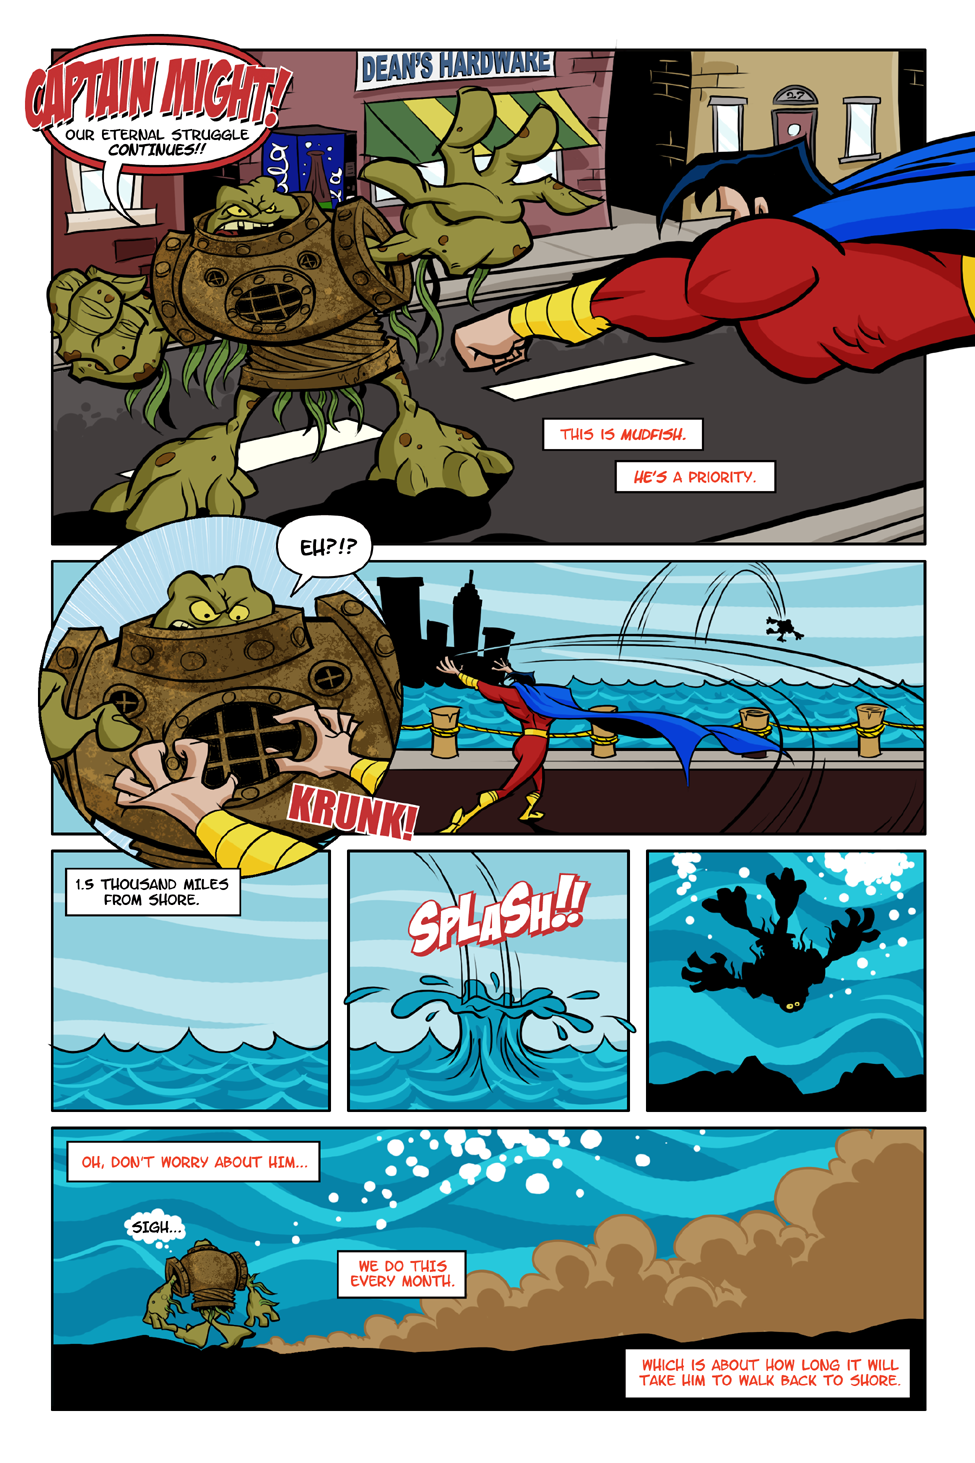 CAPTAIN MIGHT!
OUR ETERNAL STRUGGLE
CONTINUES!!
DEAN'S HARDWARE
27
THIS IS MUDFISH.
HE'S A PRIORITY.
EH?!?
KRUNK!
1.5 THOUSAND MILES
FROM SHORE.
SPLASH!!
OH, DON'T WORRY ABOUT HIM...
SIGH...
WE DO THIS
EVERY MONTH.
WHICH IS ABOUT HOW LONG IT WILL
TAKE HIM TO WALK BACK TO SHORE.